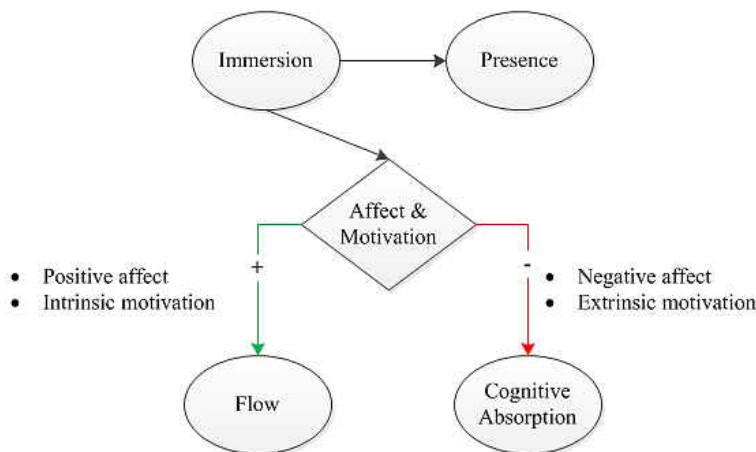 Immersion
Presence
Affect &
Motivation
+
-
• Positive affect
• Intrinsic motivation
• Negative affect
• Extrinsic motivation
Flow
Cognitive
Absorption